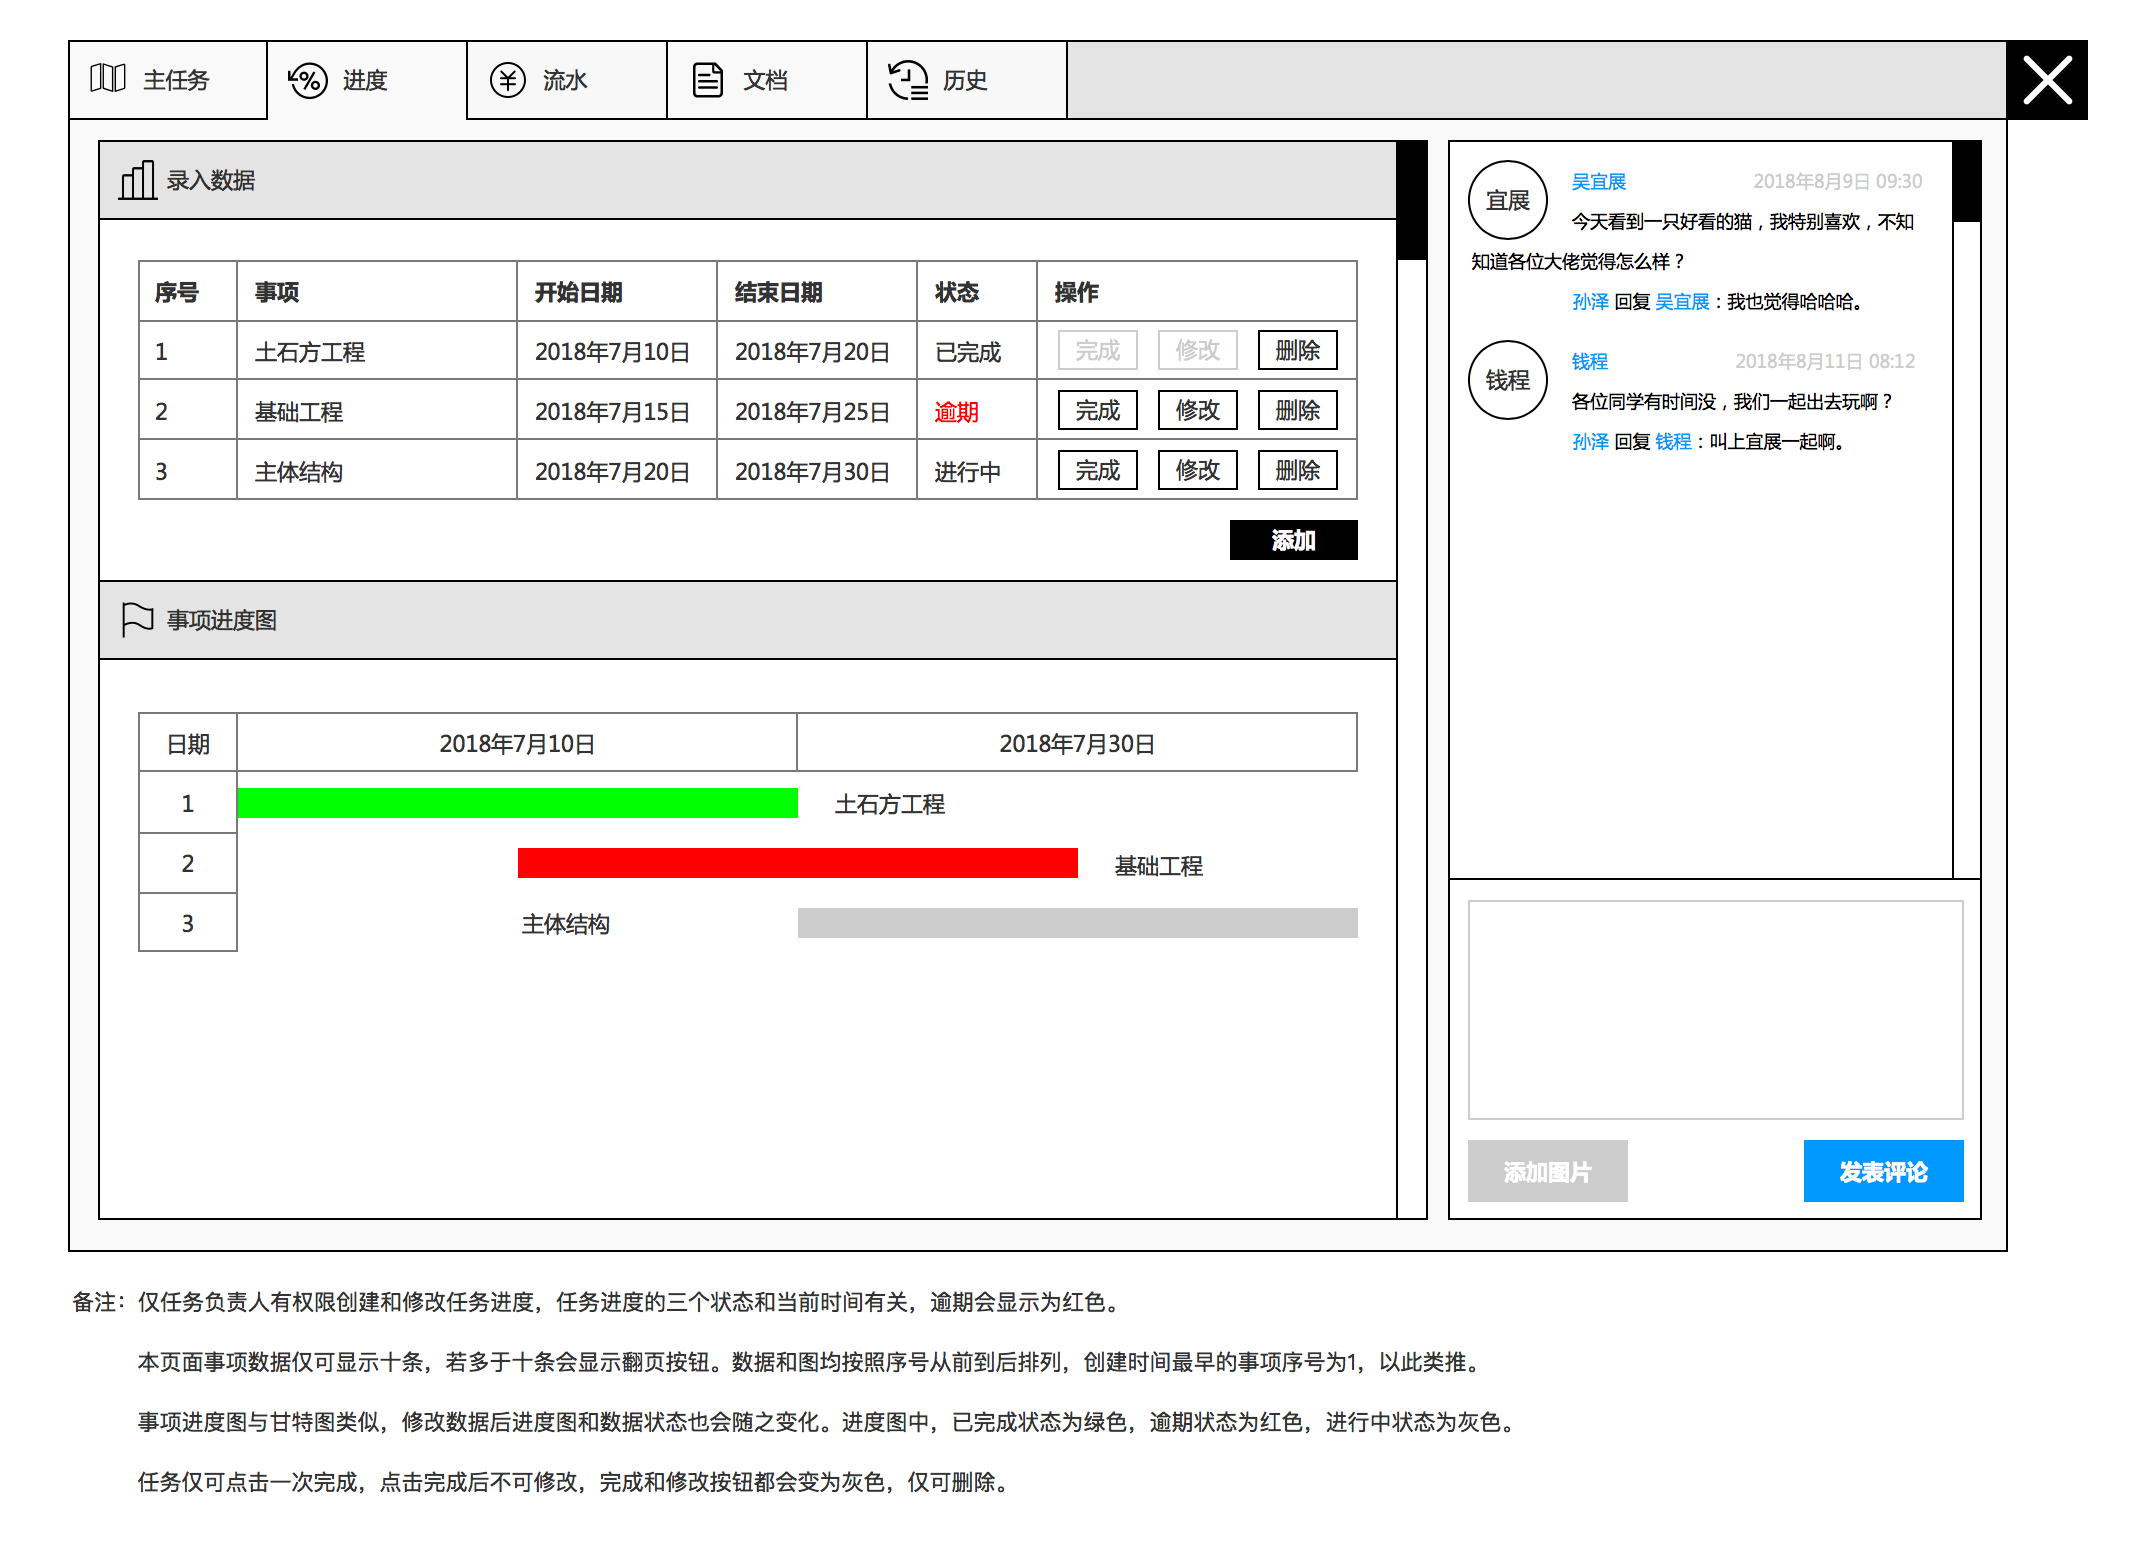 主任务 进度 流水 文档 历史
录入数据
序号 事项 开始日期 结束日期 状态 操作
1 土石方工程 2018年7月10日 2018年7月20日 已完成 完成 修改 删除
2 基础工程 2018年7月15日 2018年7月25日 逾期 完成 修改 删除
3 主体结构 2018年7月20日 2018年7月30日 进行中 完成 修改 删除
添加
事项进度图
日期 2018年7月10日 2018年7月30日
1 土石方工程
2 基础工程
3 主体结构
宜展
吴宜展 2018年8月9日 09:30
今天看到一只好看的猫，我特别喜欢，不知
知道各位大佬觉得怎么样？
孙泽 回复 吴宜展：我也觉得哈哈哈。
钱程
钱程 2018年8月11日 08:12
各位同学有时间没，我们一起出去玩啊？
孙泽 回复 钱程：叫上宜展一起啊。
添加图片 发表评论
备注：仅任务负责人有权限创建和修改任务进度，任务进度的三个状态和当前时间有关，逾期会显示为红色。
本页面事项数据仅可显示十条，若多于十条会显示翻页按钮。数据和图均按照序号从前到后排列，创建时间最早的事项序号为1，以此类推。
事项进度图与甘特图类似，修改数据后进度图和数据状态也会随之变化。进度图中，已完成状态为绿色，逾期状态为红色，进行中状态为灰色。
任务仅可点击一次完成，点击完成后不可修改，完成和修改按钮都会变为灰色，仅可删除。